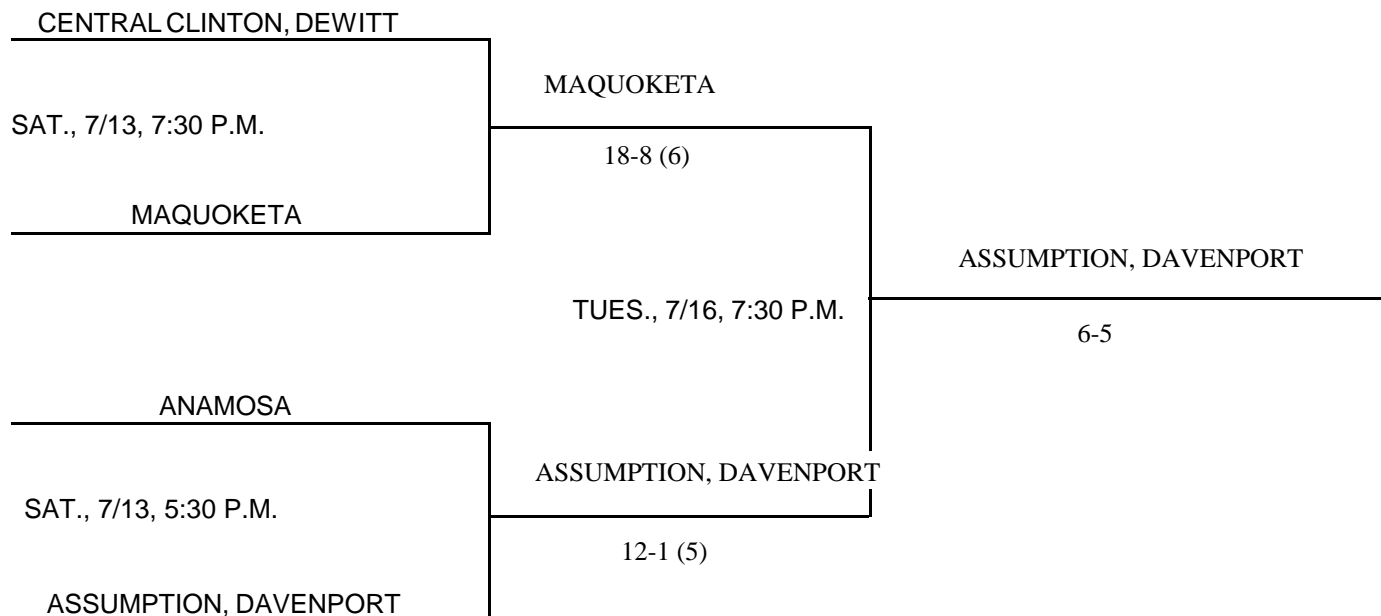 CENTRAL CLINTON, DEWITT
MAQUOKETA
SAT., 7/13, 7:30 P.M.
18-8 (6)
MAQUOKETA
ASSUMPTION, DAVENPORT
TUES., 7/16, 7:30 P.M.
6-5
ANAMOSA
ASSUMPTION, DAVENPORT
SAT., 7/13, 5:30 P.M.
12-1 (5)
ASSUMPTION, DAVENPORT